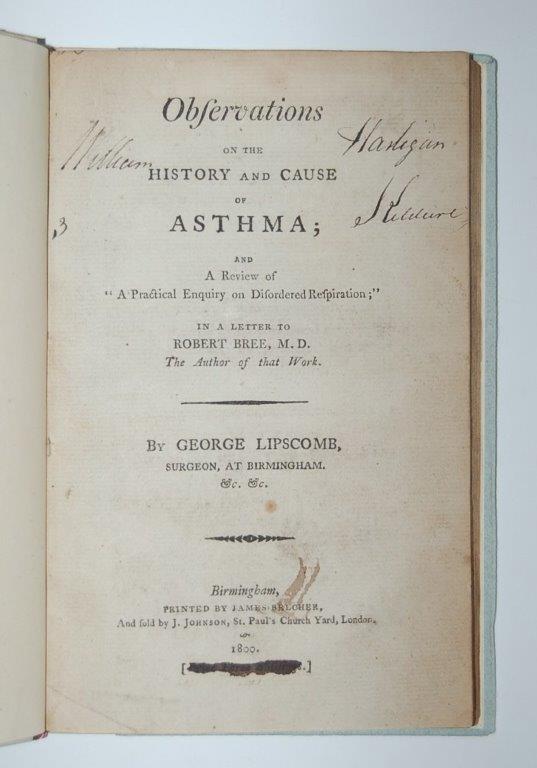 Obſervations
ON THE
William
Harligan
HISTORY AND CAUSE
OF
ASTHMA;
3
AND
A Review of
“ A Practical Enquiry on Diſordered Reſpiration;”
IN A LETTER TO
ROBERT BREE, M.D.
The Author of that Work.
By GEORGE LIPSCOMB,
SURGEON, AT BIRMINGHAM.
&c. &c.
Birmingham,
PRINTED BY JAMES BELCHER,
And ſold by J. JOHNSON, St. Paul's Church Yard, London.
1800.